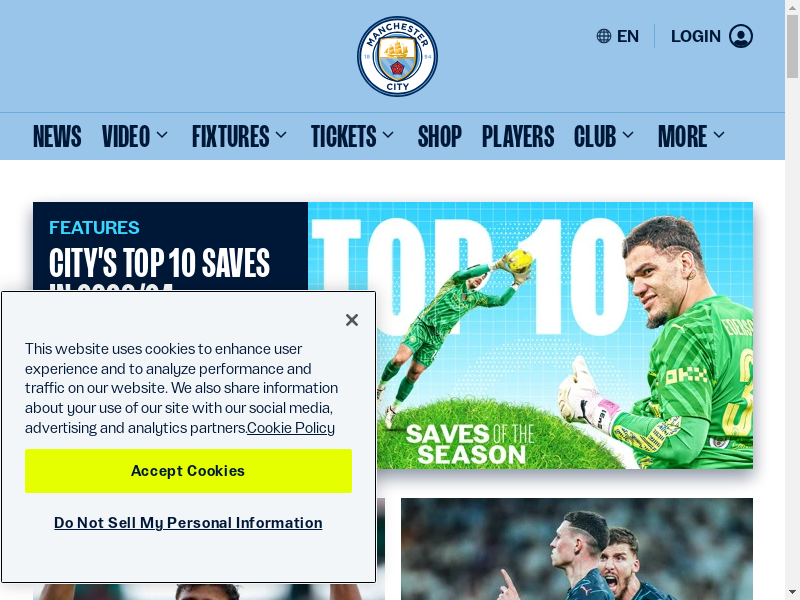 MANCHESTER
18 94
CITY
EN
LOGIN
NEWS VIDEO FIXTURES TICKETS SHOP PLAYERS CLUB MORE
FEATURES
CITY'S TOP 10 SAVES
TOP 10
OKX
SAVES OF THE
SEASON
This website uses cookies to enhance user
experience and to analyze performance and
traffic on our website. We also share information
about your use of our site with our social media,
advertising and analytics partners.Cookie Policy
Accept Cookies
Do Not Sell My Personal Information